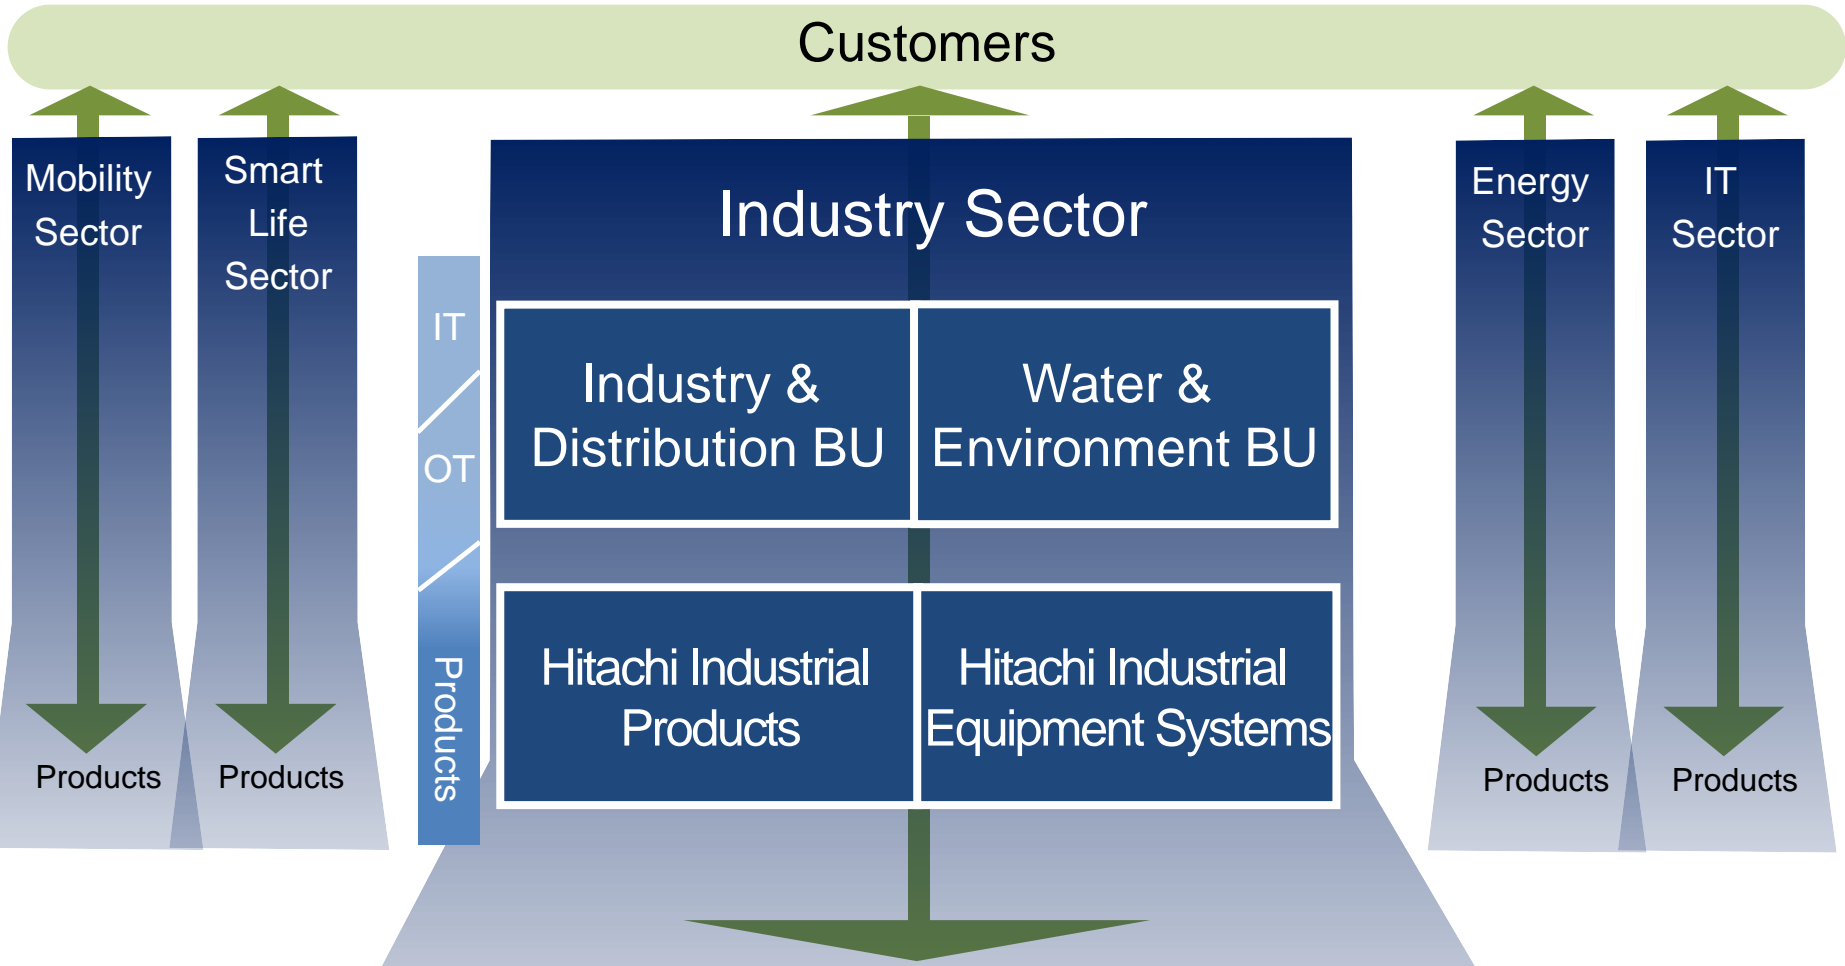 Customers
Mobility
Sector
Products
Smart
Life
Sector
Products
IT
OT
Products
Industry Sector
Industry &
Distribution BU
Water &
Environment BU
Hitachi Industrial
Products
Hitachi Industrial
Equipment Systems
Energy
Sector
Products
IT
Sector
Products